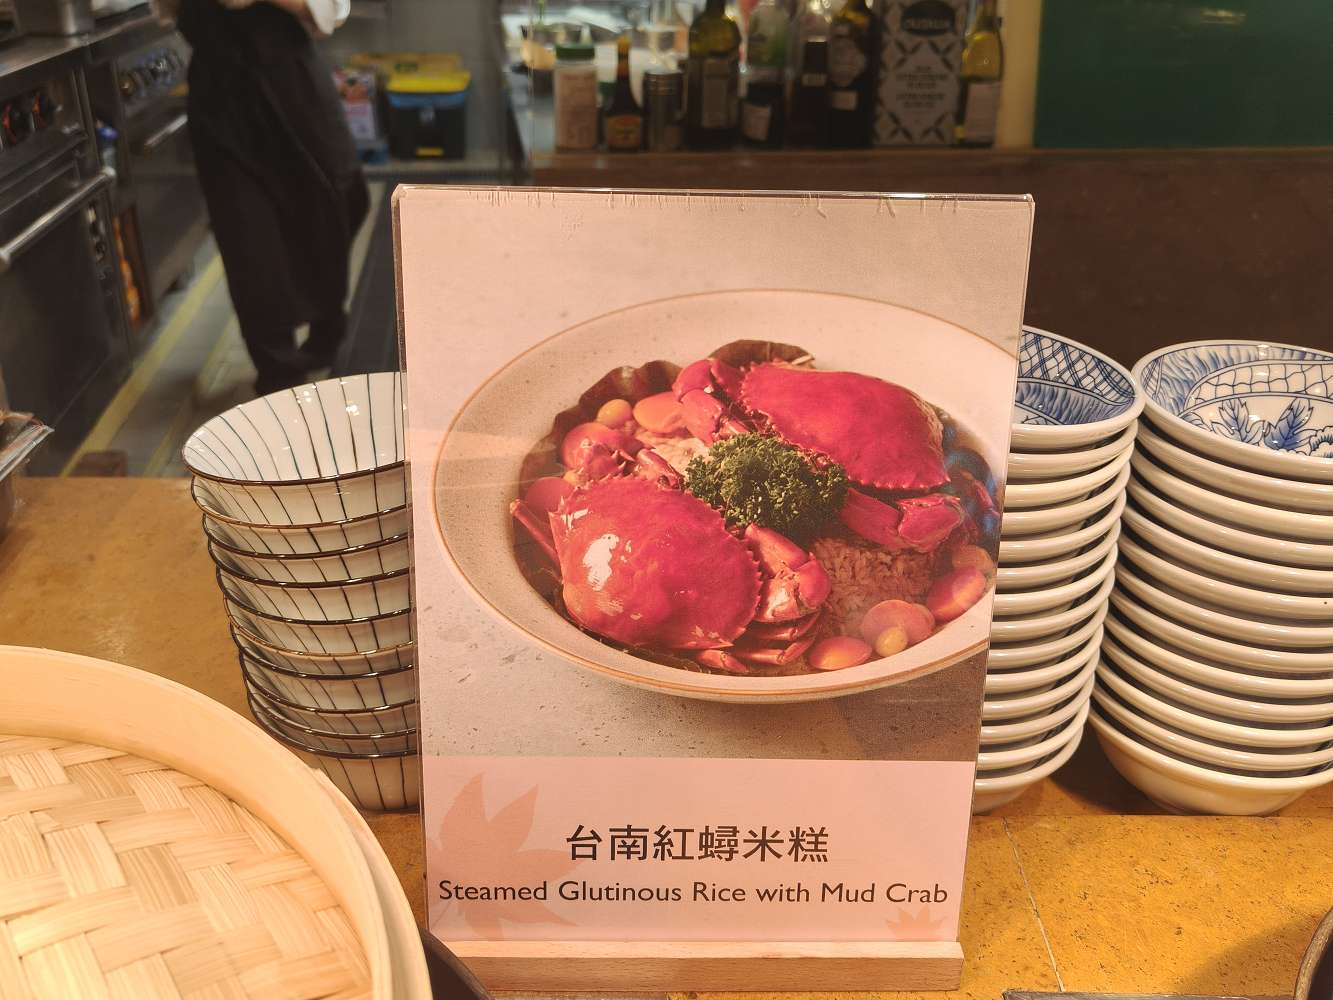 台南紅蟳米糕
Steamed Glutinous Rice with Mud Crab